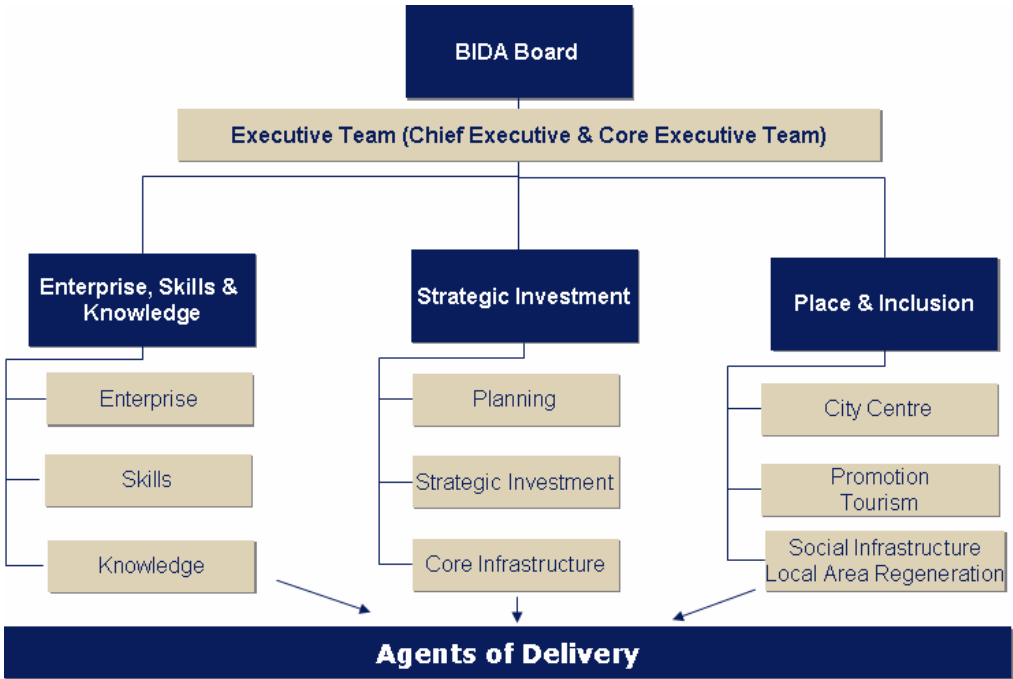 BIDA Board
Executive Team (Chief Executive & Core Executive Team)
Enterprise, Skills &
Knowledge
Enterprise
Skills
Knowledge
Strategic Investment
Planning
Strategic Investment
Core Infrastructure
Place & Inclusion
City Centre
Promotion
Tourism
Social Infrastructure
Local Area Regeneration
Agents of Delivery